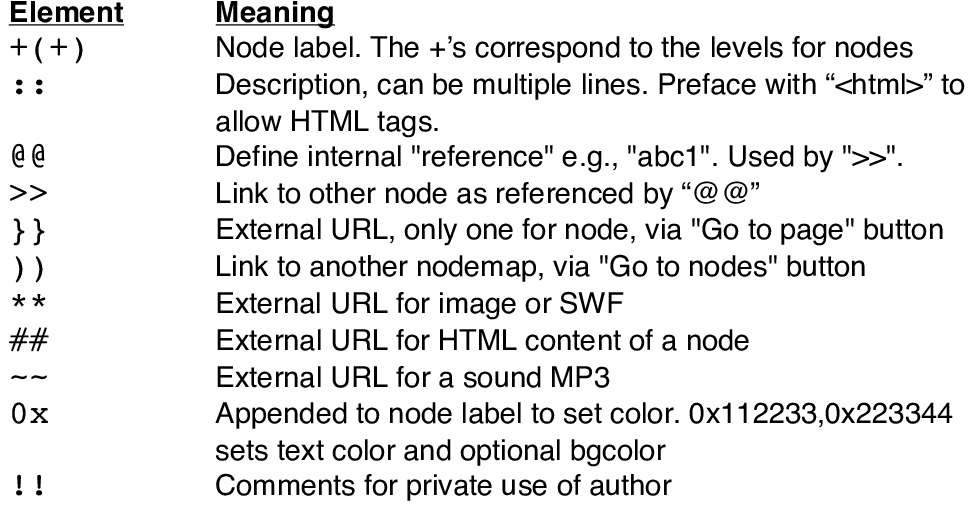 Element Meaning
+(+) Node label. The +’s correspond to the levels for nodes
:: Description, can be multiple lines. Preface with “<html>” to
allow HTML tags.
@@ Define internal "reference" e.g., "abc1". Used by ">>".
>> Link to other node as referenced by “@@”
}} External URL, only one for node, via "Go to page" button
)) Link to another nodemap, via "Go to nodes" button
** External URL for image or SWF
## External URL for HTML content of a node
~~ External URL for a sound MP3
0x Appended to node label to set color. 0x112233,0x223344
sets text color and optional bgcolor
!! Comments for private use of author